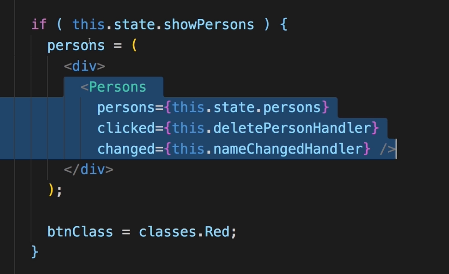 if ( this.state.showPersons ) {
persons = (
<div>
<Persons
persons={this.state.persons}
clicked={this.deletePersonHandler}
changed={this.nameChangedHandler} />
</div>
);
btnClass = classes.Red;
}